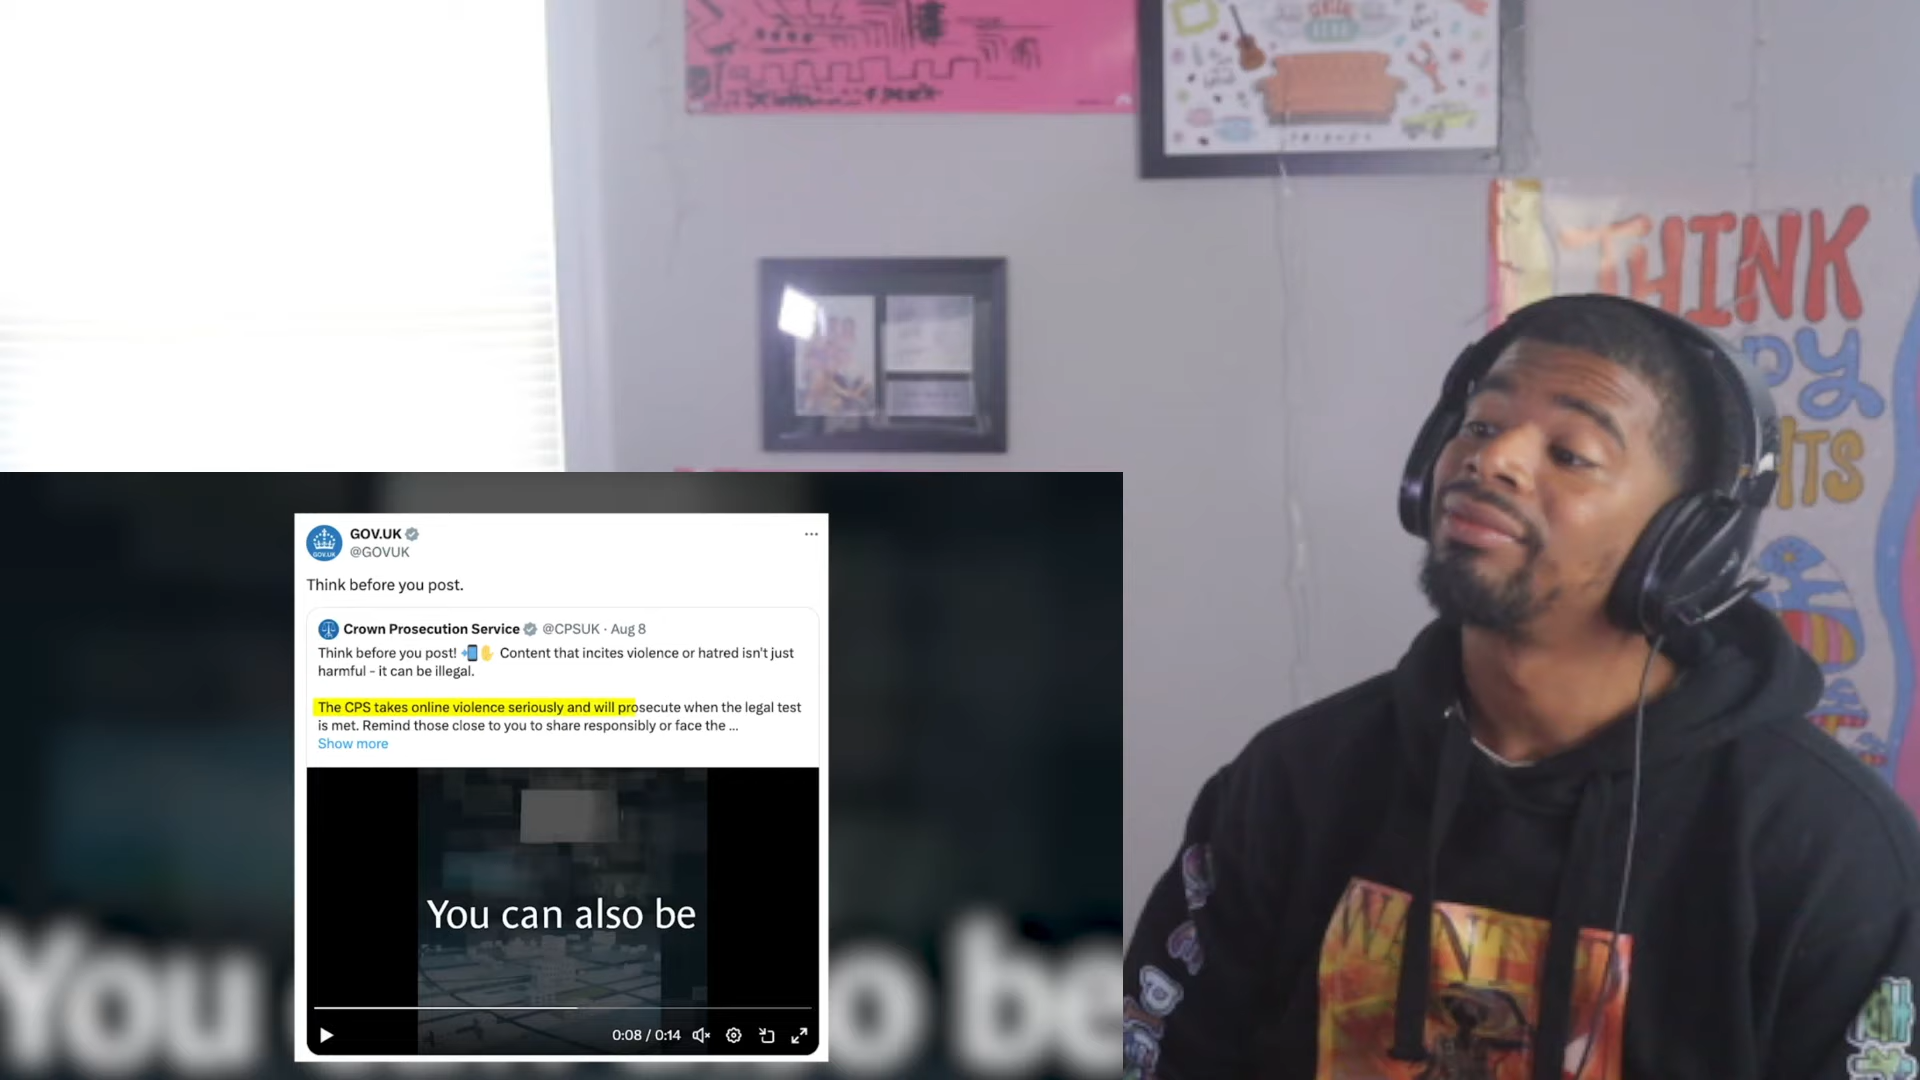 THINK
HAPPY
THOUGHTS
WANTED
GOV.UK
@GOVUK
Think before you post.
Crown Prosecution Service @CPSUK · Aug 8
Think before you post! 📲✋ Content that incites violence or hatred isn't just
harmful – it can be illegal.
The CPS takes online violence seriously and will prosecute when the legal test
is met. Remind those close to you to share responsibly or face the ...
Show more
You can also be
0:08 / 0:14